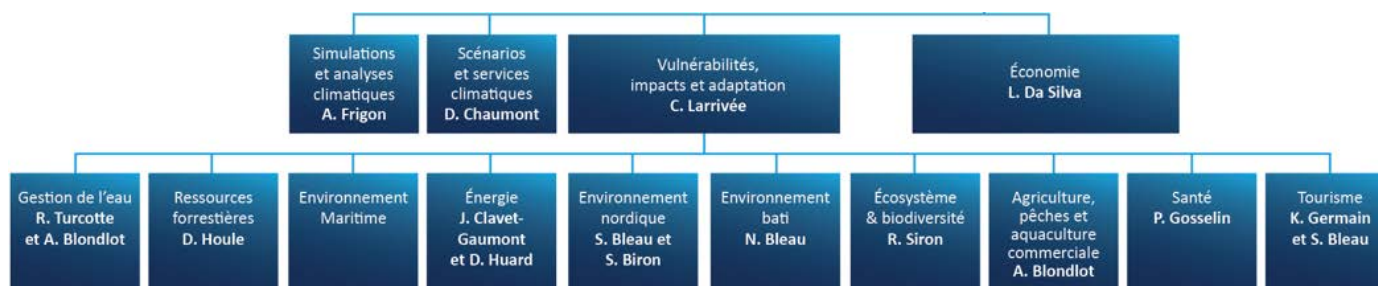 Simulations
et analyses
climatiques
A. Frigon
Scénarios
et services
climatiques
D. Chaumont
Vulnérabilités,
impacts et adaptation
C. Larrivée
Économie
L. Da Silva
Gestion de l'eau
R. Turcotte
et A. Blondlot
Ressources
forrestières
D. Houle
Environnement
Maritime
Énergie
J. Clavet-
Gaumont
et D. Huard
Environnement
nordique
S. Bleau et
S. Biron
Environnement
bati
N. Bleau
Écosystème
& biodiversité
R. Siron
Agriculture,
pêches et
aquaculture
commerciale
A. Blondlot
Santé
P. Gosselin
Tourisme
K. Germain
et S. Bleau